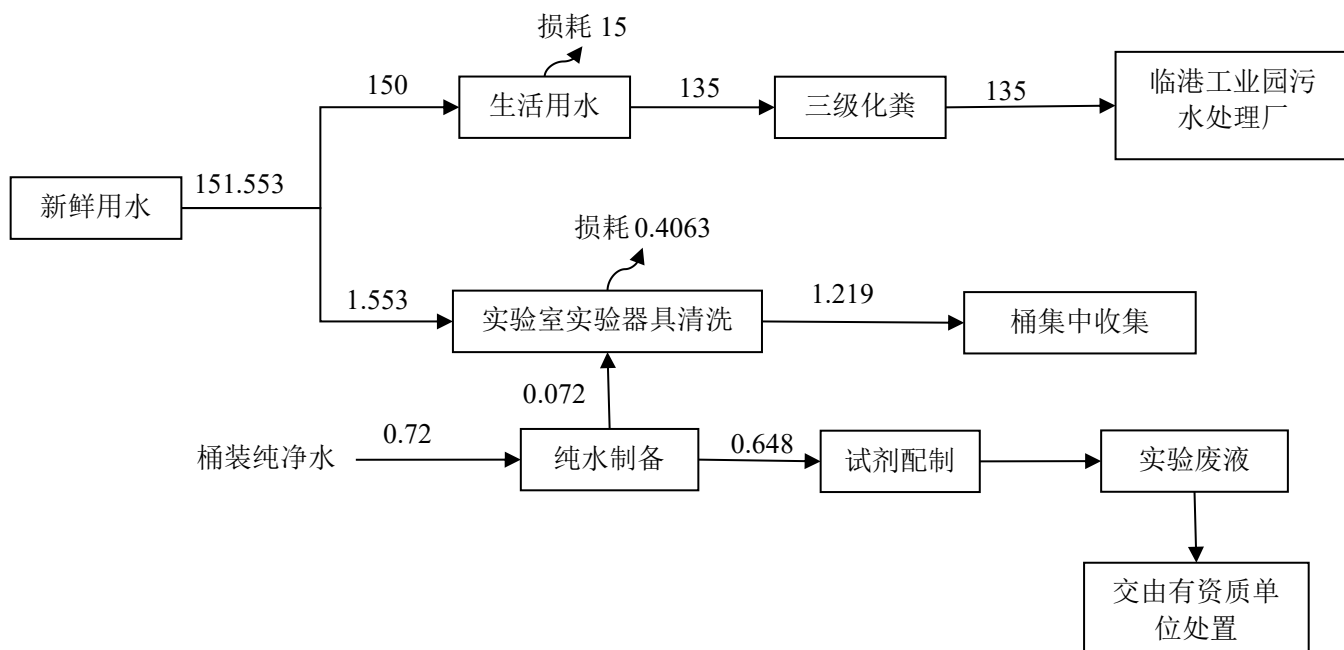 损耗 15
150
生活用水
135
三级化粪
135
临港工业园污
水处理厂
新鲜用水
151.553
损耗 0.4063
1.553
实验室实验器具清洗
1.219
桶集中收集
0.072
桶装纯净水
0.72
纯水制备
0.648
试剂配制
实验废液
交由有资质单
位处置